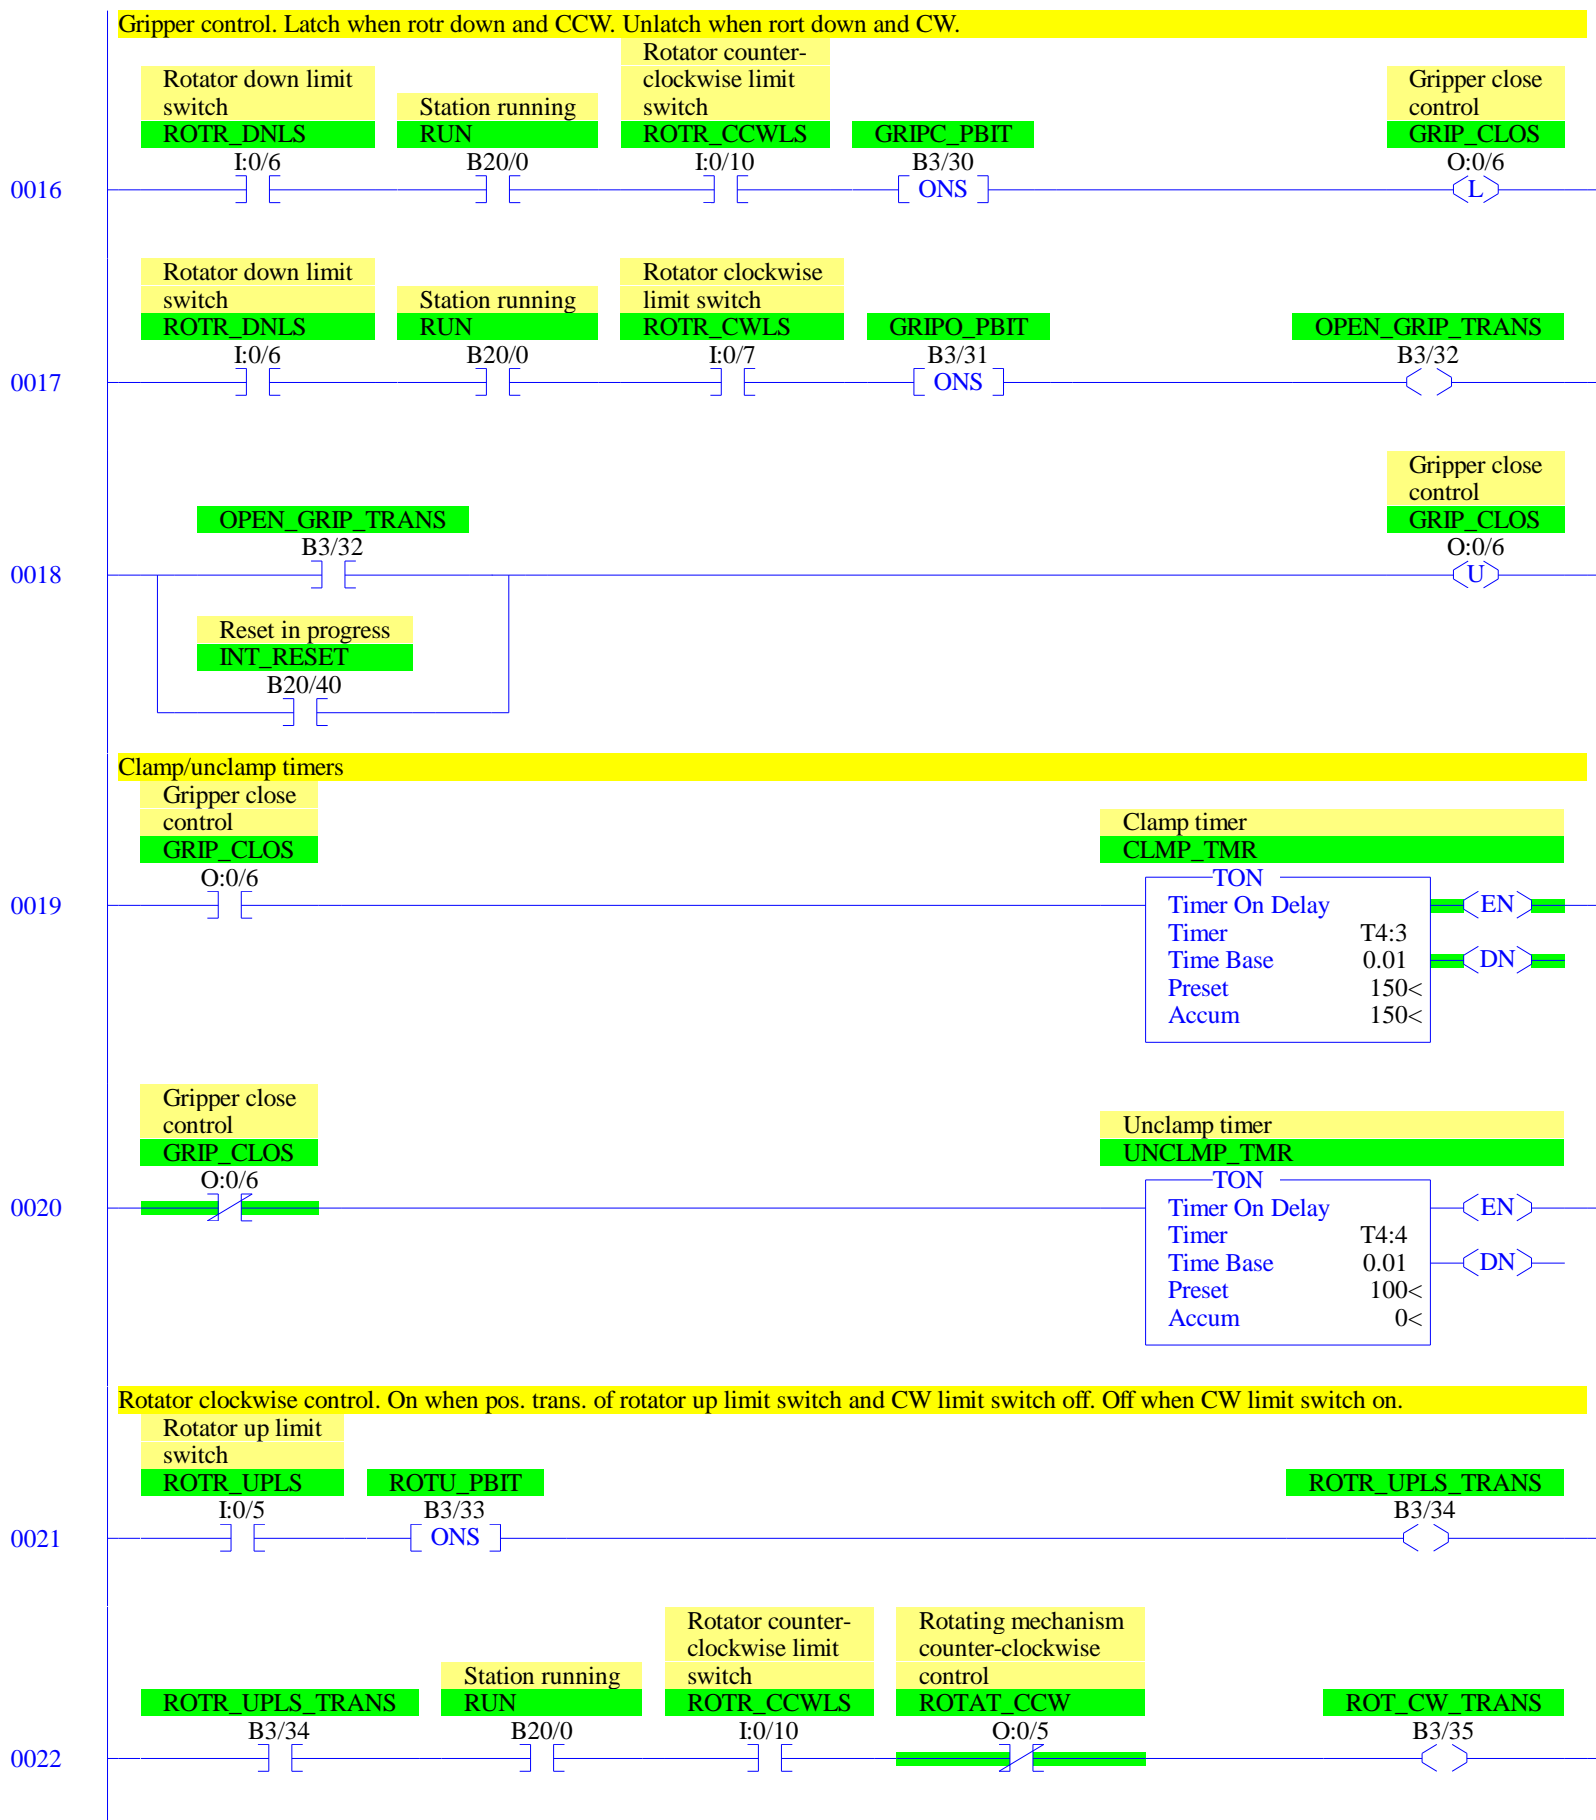 Gripper control. Latch when rotr down and CCW. Unlatch when rort down and CW.
Rotator down limit
switch
ROTR_DNLS
I:0/6
Station running
RUN
B20/0
Rotator counter-
clockwise limit
switch
ROTR_CCWLS
I:0/10
GRIPC_PBIT
B3/30
ONS
Gripper close
control
GRIP_CLOS
O:0/6
L
0016
Rotator down limit
switch
ROTR_DNLS
I:0/6
Station running
RUN
B20/0
Rotator clockwise
limit switch
ROTR_CWLS
I:0/7
GRIPO_PBIT
B3/31
ONS
OPEN_GRIP_TRANS
B3/32
0017
OPEN_GRIP_TRANS
B3/32
Gripper close
control
GRIP_CLOS
O:0/6
U
0018
Reset in progress
INT_RESET
B20/40
Clamp/unclamp timers
Gripper close
control
GRIP_CLOS
O:0/6
0019
Clamp timer
CLMP_TMR
TON
Timer On Delay
EN
Timer T4:3
Time Base 0.01
DN
Preset 150<
Accum 150<
Gripper close
control
GRIP_CLOS
O:0/6
0020
Unclamp timer
UNCLMP_TMR
TON
Timer On Delay
EN
Timer T4:4
Time Base 0.01
DN
Preset 100<
Accum 0<
Rotator clockwise control. On when pos. trans. of rotator up limit switch and CW limit switch off. Off when CW limit switch on.
Rotator up limit
switch
ROTR_UPLS
I:0/5
ROTU_PBIT
B3/33
ONS
ROTR_UPLS_TRANS
B3/34
0021
ROTR_UPLS_TRANS
B3/34
Station running
RUN
B20/0
Rotator counter-
clockwise limit
switch
ROTR_CCWLS
I:0/10
Rotating mechanism
counter-clockwise
control
ROTAT_CCW
O:0/5
ROT_CW_TRANS
B3/35
0022